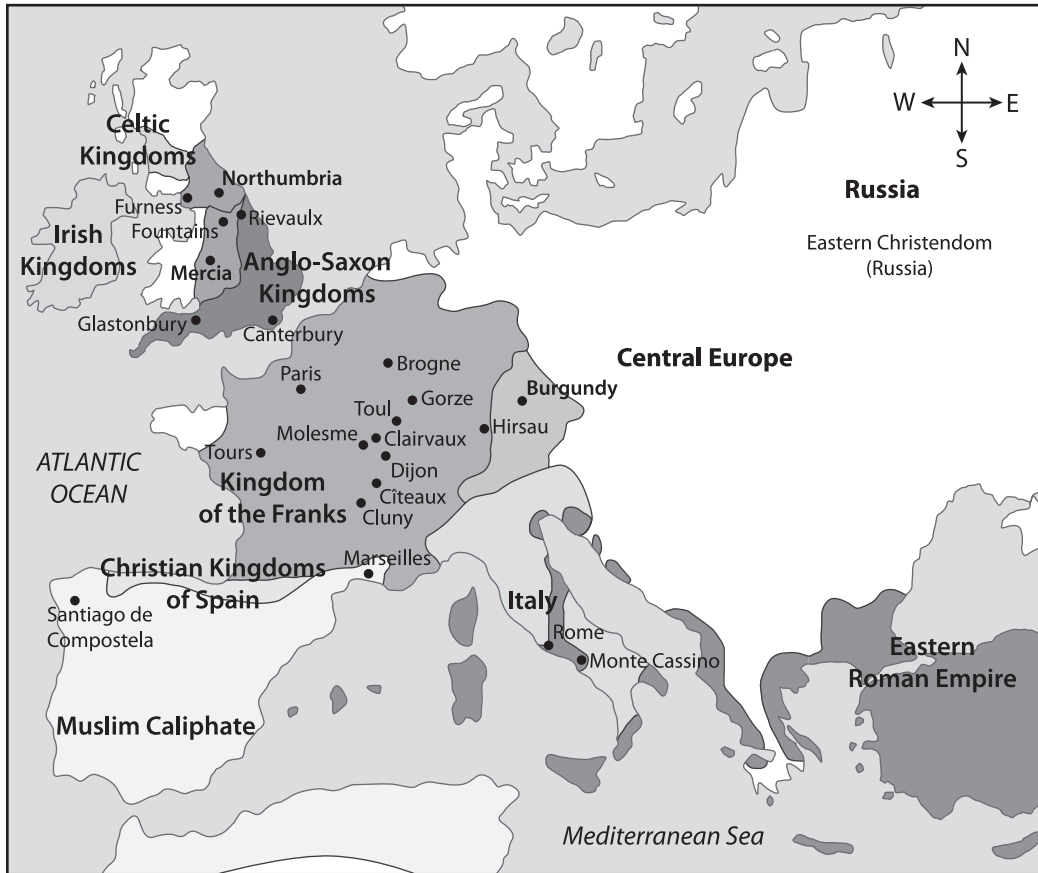 N
W E
S
Celtic
Kingdoms
Northumbria
Furness
Fountains
Rievaulx
Irish
Kingdoms
Mercia
Anglo-Saxon
Kingdoms
Glastonbury
Canterbury
Russia
Eastern Christendom
(Russia)
Central Europe
Brogne
Paris
Gorze
Burgundy
Toul
Hirsau
Molesme
Clairvaux
Tours
Dijon
ATLANTIC
OCEAN
Kingdom
of the Franks
Cîteaux
Cluny
Marseilles
Christian Kingdoms
of Spain
Santiago de
Compostela
Italy
Rome
Monte Cassino
Eastern
Roman Empire
Muslim Caliphate
Mediterranean Sea